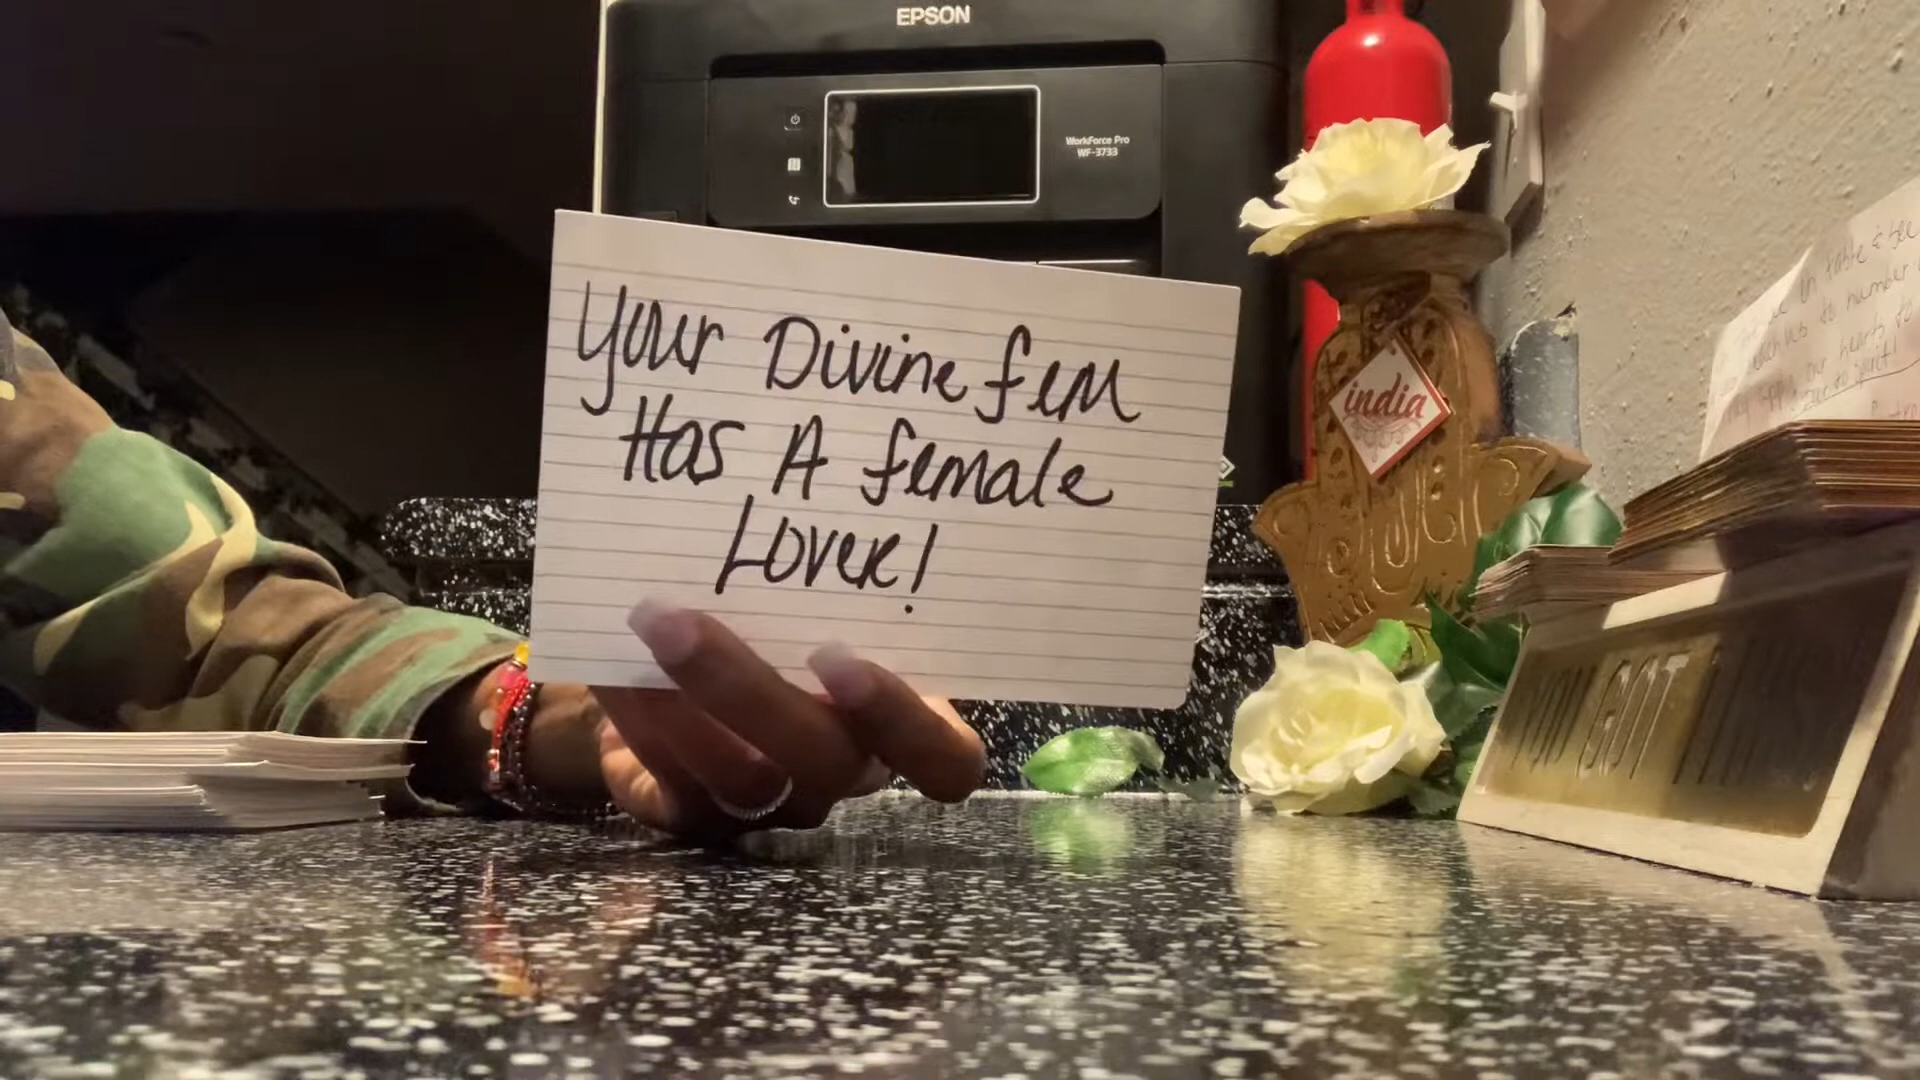 EPSON
WorkForce Pro
WF-3733
Your Divine fem
Has A female
Lover!
india
YOU GOT THIS